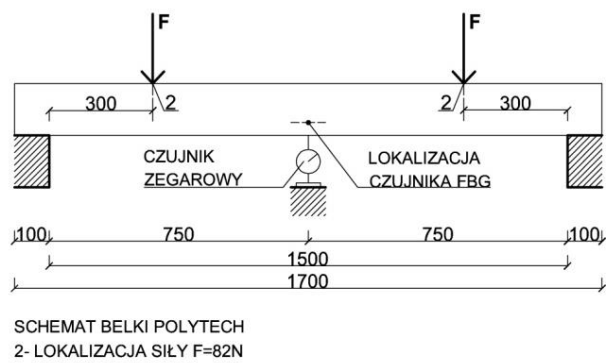 F F
300 2 2 300
CZUJNIK
ZEGAROWY
LOKALIZACJA
CZUJNIKA FBG
100 750 750 100
1500
1700
SCHEMAT BELKI POLYTECH
2- LOKALIZACJA SIŁY F=82N